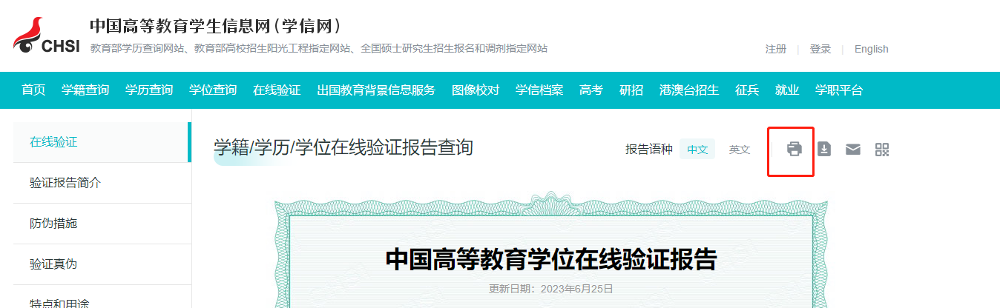 中国高等教育学生信息网(学信网)
CHSI
教育部学历查询网站、教育部高校招生阳光工程指定网站、全国硕士研究生招生报名和调剂指定网站
注册 | 登录 | English
首页 学籍查询 学历查询 学位查询 在线验证 出国教育背景信息服务 图像校对 学信档案 高考 研招 港澳台招生 征兵 就业 学职平台
在线验证
验证报告简介
防伪措施
验证真伪
特点和用途
学籍/学历/学位在线验证报告查询
报告语种 中文 英文
中国高等教育学位在线验证报告
更新日期：2023年6月25日